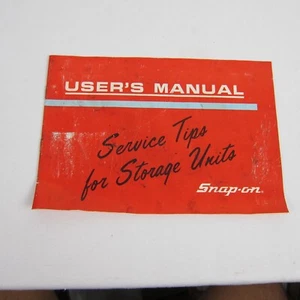 USER'S MANUAL
Service Tips
for Storage Units
Snap-on